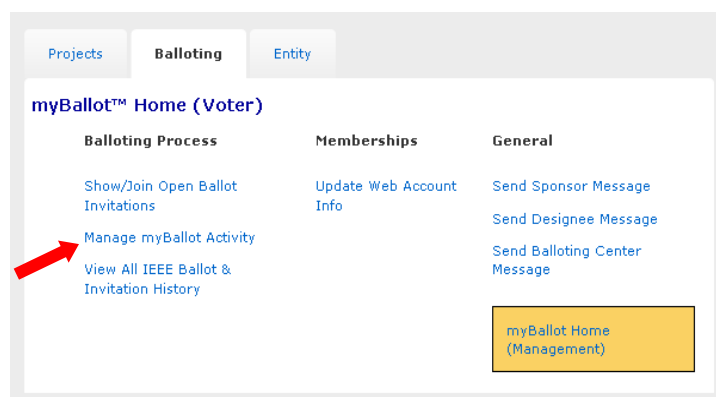 Projects
Balloting
Entity
myBallot™ Home (Voter)
Balloting Process
Show/Join Open Ballot
Invitations
Manage myBallot Activity
View All IEEE Ballot &
Invitation History
Memberships
Update Web Account
Info
General
Send Sponsor Message
Send Designee Message
Send Balloting Center
Message
myBallot Home
(Management)